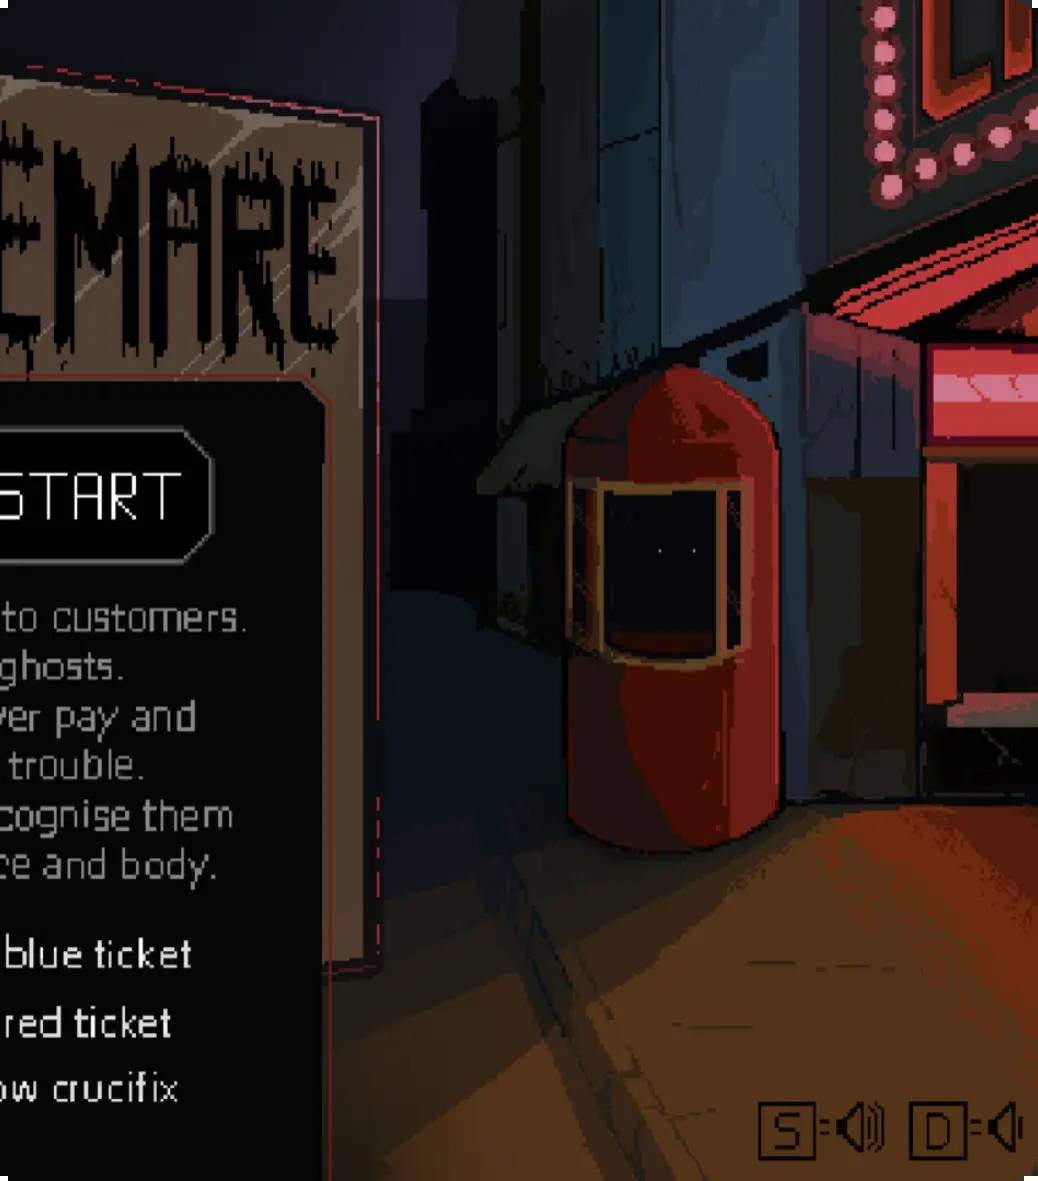 EMARE
START
to customers.
ghosts.
ver pay and
trouble.
cognise them
ce and body.
blue ticket
red ticket
ow crucifix
S = D =